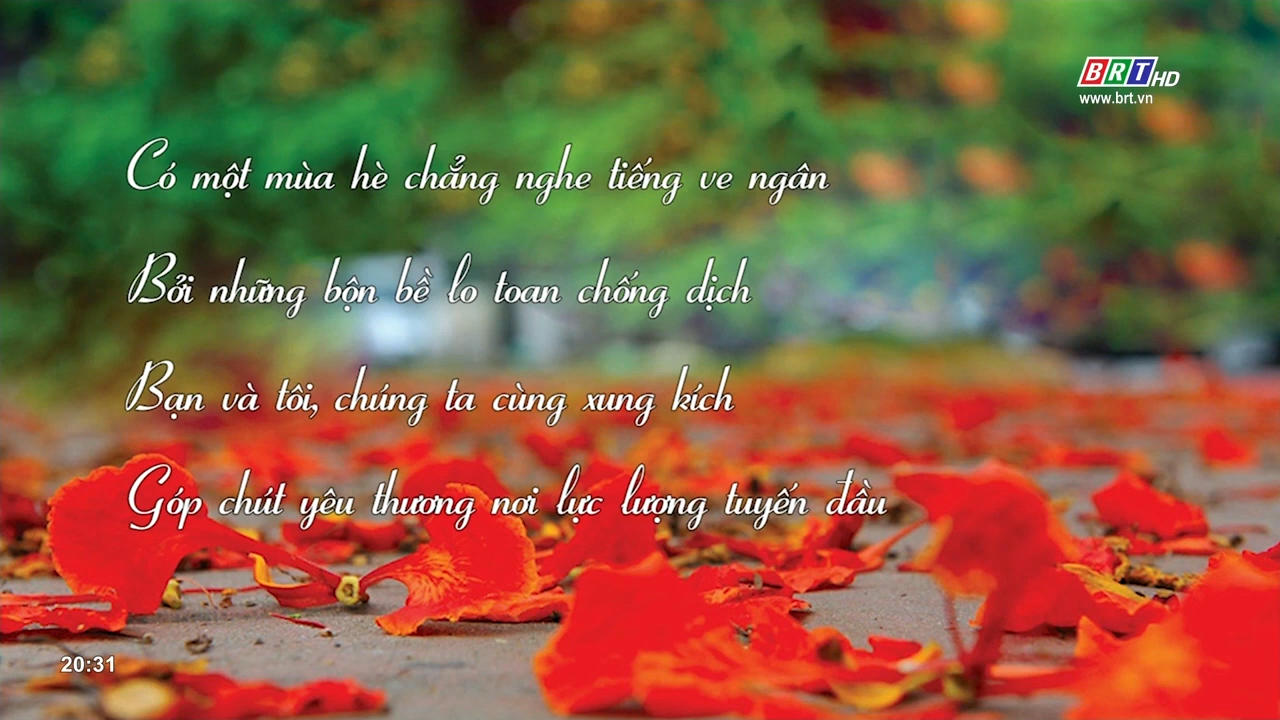 BRT HD
www.brt.vn
Có một mùa hè chẳng nghe tiếng ve ngân
Bởi những bộn bề lo toan chống dịch
Bạn và tôi, chúng ta cùng xung kích
Góp chút yêu thương nơi lực lượng tuyến đầu
20:31